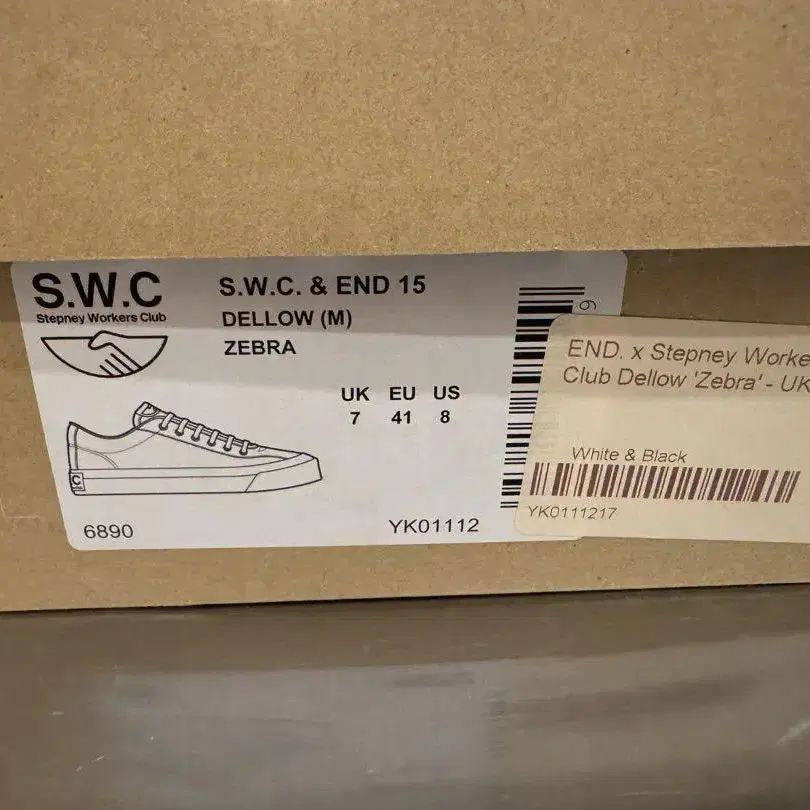 S.W.C
Stepney Workers Club
S.W.C. & END 15
DELLOW (M)
ZEBRA
UK EU US
7 41 8
C
6890
YK01112
END. x Stepney Worke
Club Dellow 'Zebra' - UK
White & Black
YK0111217